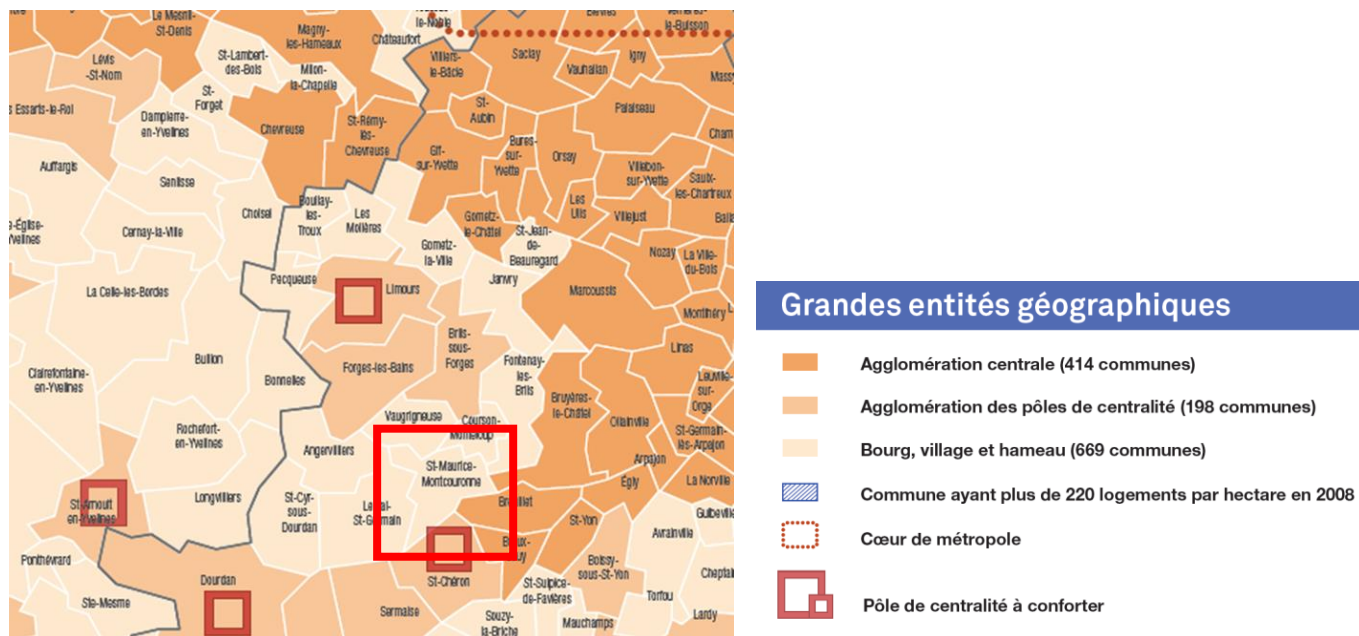 Le Mesnil-
St-Denis
Magny-
les-Hameaux
le-Noble
Châteaufort
le-Buisson
Lévis
-St-Nom
St-Lambert-
des-Bois
Milon-
la-Chapelle
Villiers-
le-Bâcle
Saclay
Vauhallan
Igny
St-
Forget
s Essarts-le-Roi
Dampierre-
en-Yvelines
Chevreuse
St-Rémy-
lès-
Chevreuse
St-
Aubin
Palaiseau
Gif-
sur-Yvette
Bures-
sur-
Yvette
Orsay
Villebon-
sur-Yvette
Saulx-
les-Chartreux
Auffargis
Senlisse
Choisel
Boullay-
les-
Troux
Les
Molières
Gometz-
le-Châtel
Les
Ulis
Villejust
Cernay-la-Ville
Gometz-
la-Ville
St-Jean-
de-
Beauregard
Nozay
La Ville-
du-Bois
La Celle-les-Bordes
Pecqueuse
Limours
Janvry
Marcoussis
Montlhéry
Bullon
Briis-
sous-
Forges
Linas
Clairefontaine-
en-Yvelines
Bonnelles
Forges-les-Bains
Fontenay-
les-
Briis
Bruyères-
le-Châtel
Leuville-
sur-
Orge
Rochefort-
en-Yvelines
Vaugrigneuse
Courson-
Monteloup
Ollainville
St-Germain-
lès-Arpajon
Angervilliers
Arpajon
St-Maurice-
Montcouronne
Égly
La Norville
St-Arnoult
en-Yvelines
Longvilliers
St-Cyr-
sous-
Dourdan
St-Germain
St-Yon
Avrainville
Ponthévrard
Dourdan
St-Chéron
Boissy-
sous-St-Yon
St-Sulpice-
de-Favières
Torfou
Ste-Mesme
Sermaise
Souzy-
la-Briche
Mauchamps
Lardy
Grandes entités géographiques
Agglomération centrale (414 communes)
Agglomération des pôles de centralité (198 communes)
Bourg, village et hameau (669 communes)
Commune ayant plus de 220 logements par hectare en 2008
Cœur de métropole
Pôle de centralité à conforter